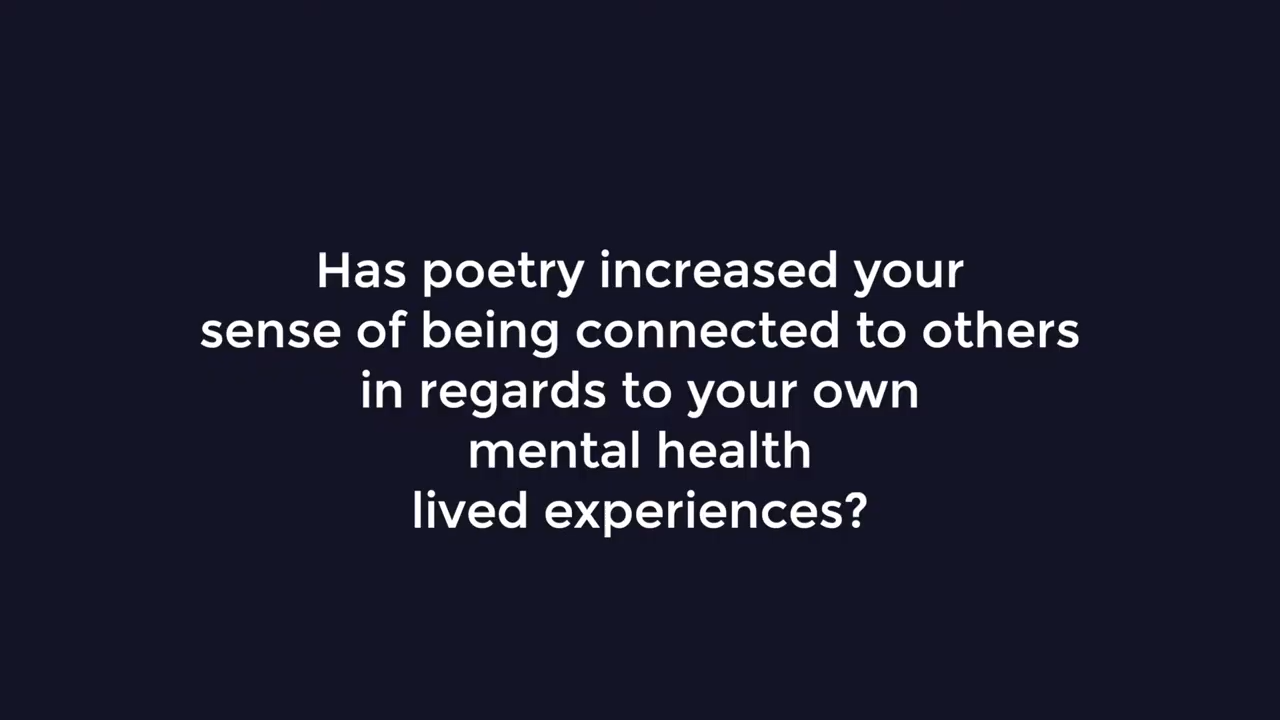 Has poetry increased your
sense of being connected to others
in regards to your own
mental health
lived experiences?